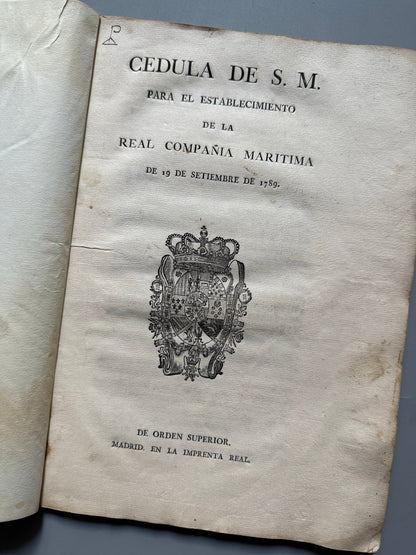 P
CEDULA DE S. M.
PARA EL ESTABLECIMIENTO
DE LA
REAL COMPAÑIA MARITIMA
DE 19 DE SETIEMBRE DE 1789.
DE ORDEN SUPERIOR.
MADRID. EN LA IMPRENTA REAL.